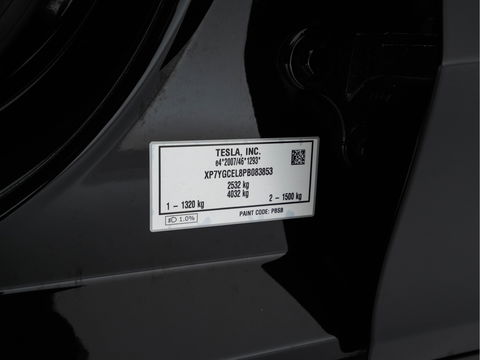 TESLA, INC.
e4*2007/46*1293*
XP7YGCEL8PB083853
2532 kg
4032 kg
1 - 1320 kg 2 - 1500 kg
1.0% PAINT CODE: PBSB